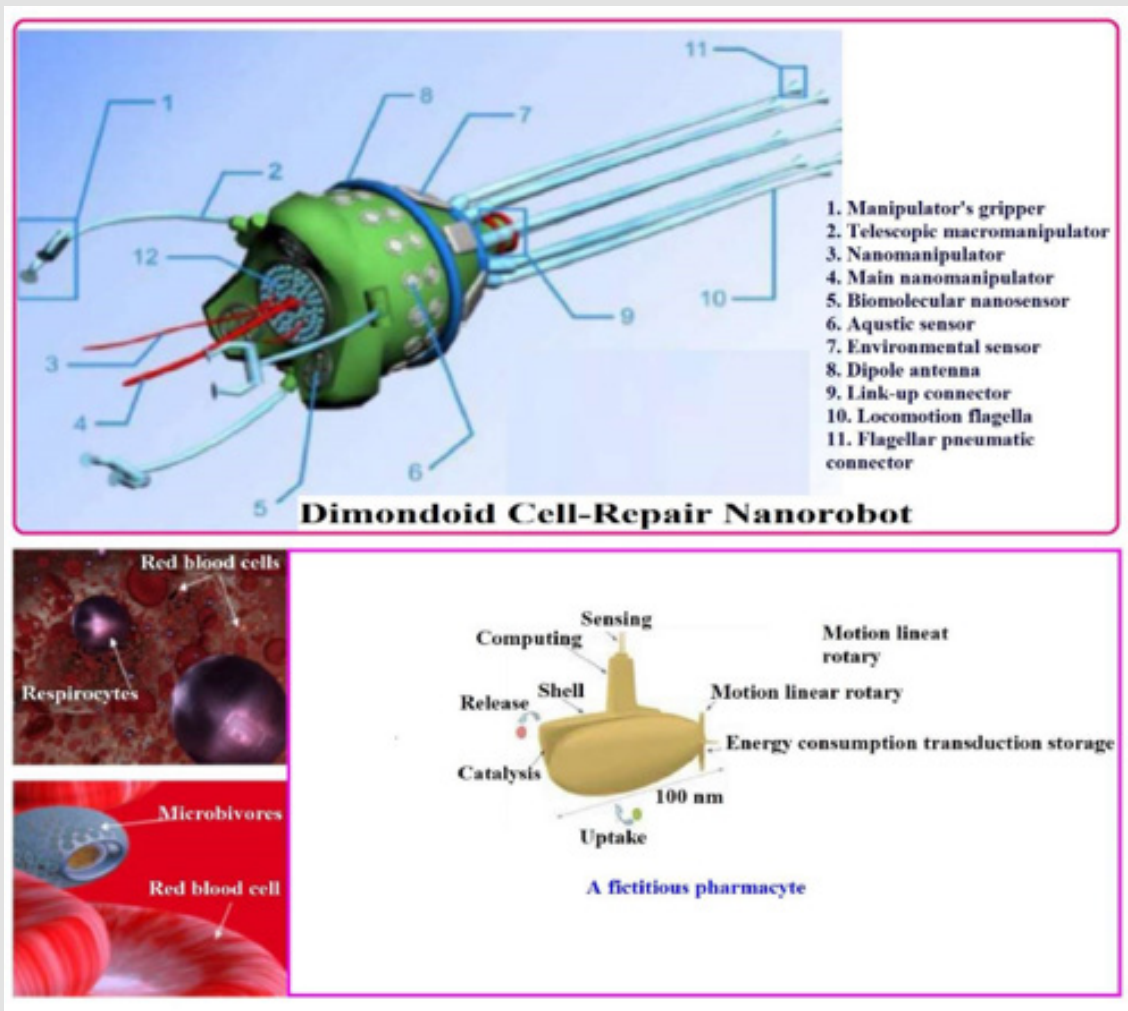 11
1
8
7
2
12
3
4
10
9
6
5
1. Manipulator's gripper
2. Telescopic macromanipulator
3. Nanomanipulator
4. Main nanomanipulator
5. Biomolecular nanosensor
6. Aqustic sensor
7. Environmental sensor
8. Dipole antenna
9. Link-up connector
10. Locomotion flagella
11. Flagellar pneumatic
connector
Dimondoid Cell-Repair Nanorobot
Red blood cells
Respirocytes
Microbivores
Red blood cell
Sensing
Computing
Motion lineat
rotary
Shell
Release
Motion linear rotary
Energy consumption transduction storage
Catalysis
100 nm
Uptake
A fictitious pharmacyte